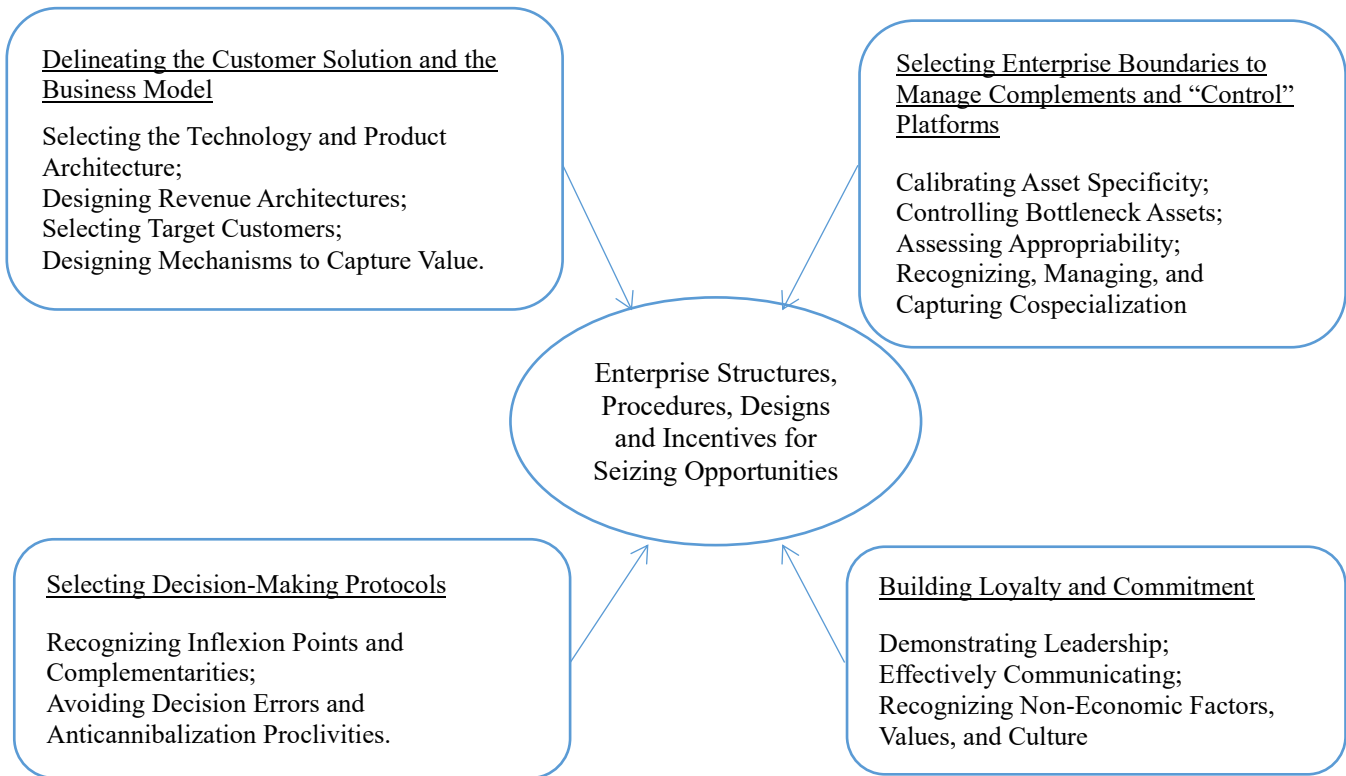 Delineating the Customer Solution and the
Business Model
Selecting the Technology and Product
Architecture;
Designing Revenue Architectures;
Selecting Target Customers;
Designing Mechanisms to Capture Value.
Selecting Enterprise Boundaries to
Manage Complements and “Control”
Platforms
Calibrating Asset Specificity;
Controlling Bottleneck Assets;
Assessing Appropriability;
Recognizing, Managing, and
Capturing Cospecialization
Enterprise Structures,
Procedures, Designs
and Incentives for
Seizing Opportunities
Selecting Decision-Making Protocols
Recognizing Inflexion Points and
Complementarities;
Avoiding Decision Errors and
Anticannibalization Proclivities.
Building Loyalty and Commitment
Demonstrating Leadership;
Effectively Communicating;
Recognizing Non-Economic Factors,
Values, and Culture